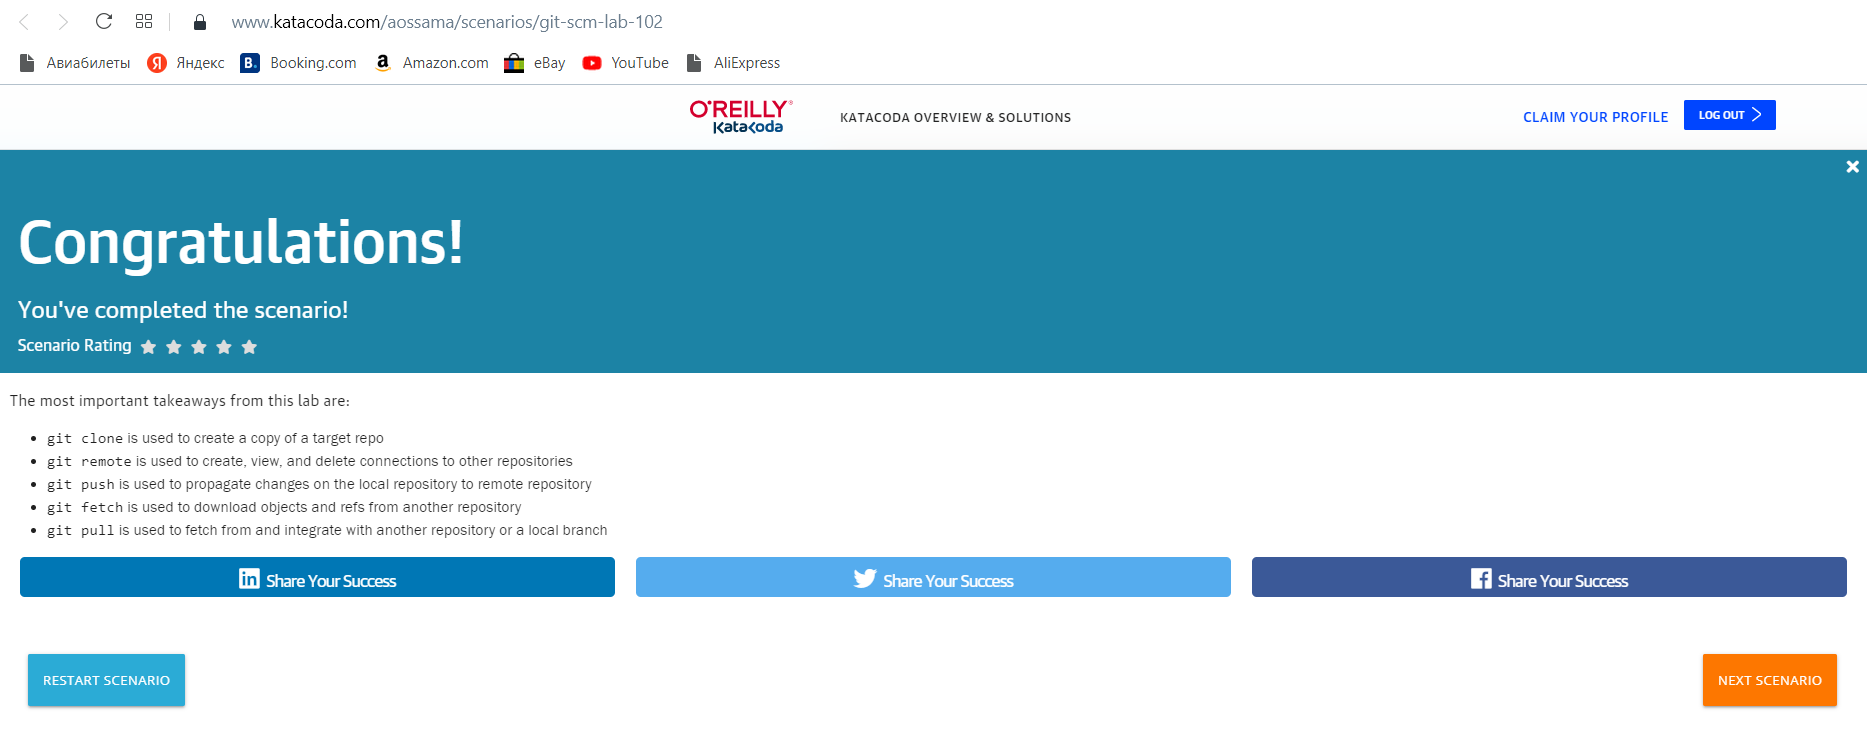 www.katacoda.com/aossama/scenarios/git-scm-lab-102
Авиабилеты Яндекс Booking.com Amazon.com eBay YouTube AliExpress
O'REILLY
Katacoda
KATACODA OVERVIEW & SOLUTIONS
CLAIM YOUR PROFILE
LOG OUT
Congratulations!
You've completed the scenario!
Scenario Rating
The most important takeaways from this lab are:
git clone is used to create a copy of a target repo
git remote is used to create, view, and delete connections to other repositories
git push is used to propagate changes on the local repository to remote repository
git fetch is used to download objects and refs from another repository
git pull is used to fetch from and integrate with another repository or a local branch
Share Your Success Share Your Success Share Your Success
RESTART SCENARIO NEXT SCENARIO